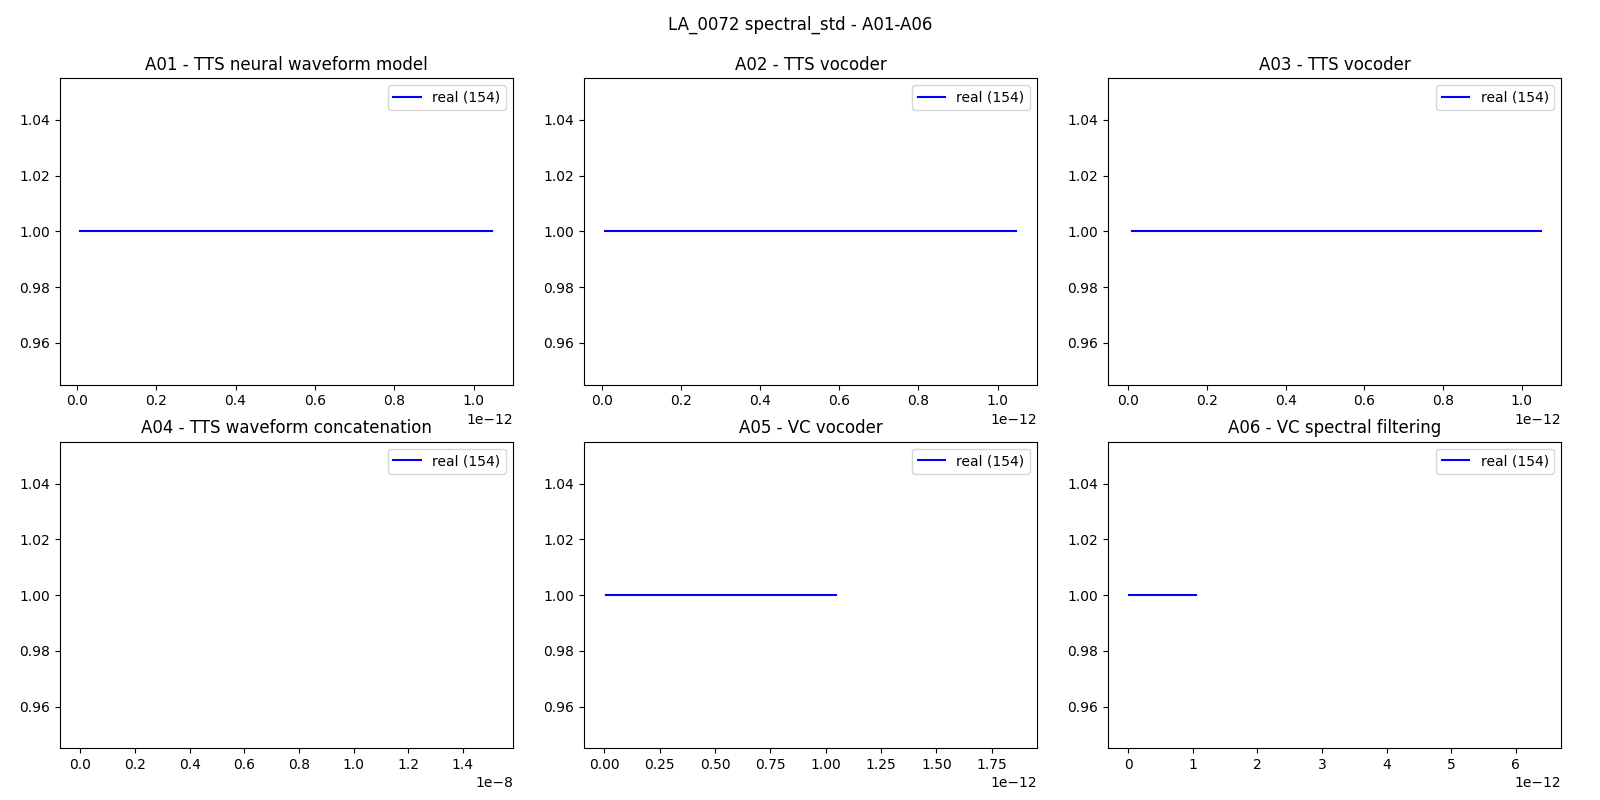 LA_0072 spectral_std - A01-A06
A01 - TTS neural waveform model
A02 - TTS vocoder
A03 - TTS vocoder
real (154)
real (154)
real (154)
1.04
1.02
1.00
0.98
0.96
1.04
1.02
1.00
0.98
0.96
1.04
1.02
1.00
0.98
0.96
0.0 0.2 0.4 0.6 0.8 1.0
1e−12
0.0 0.2 0.4 0.6 0.8 1.0
1e−12
0.0 0.2 0.4 0.6 0.8 1.0
1e−12
A04 - TTS waveform concatenation
A05 - VC vocoder
A06 - VC spectral filtering
real (154)
real (154)
real (154)
1.04
1.02
1.00
0.98
0.96
1.04
1.02
1.00
0.98
0.96
1.04
1.02
1.00
0.98
0.96
0.0 0.2 0.4 0.6 0.8 1.0 1.2 1.4
1e−8
0.00 0.25 0.50 0.75 1.00 1.25 1.50 1.75
1e−12
0 1 2 3 4 5 6
1e−12